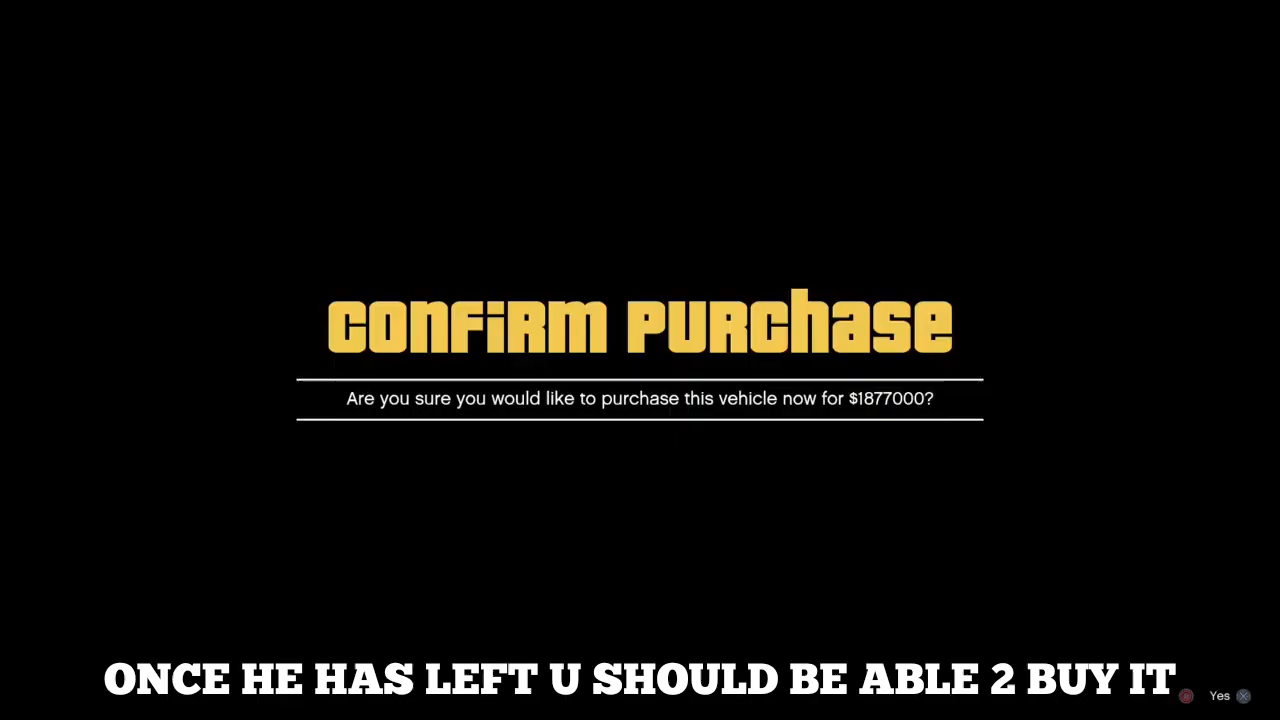 CONFIRM PURCHASE
Are you sure you would like to purchase this vehicle now for $1877000?
ONCE HE HAS LEFT U SHOULD BE ABLE 2 BUY IT
Yes